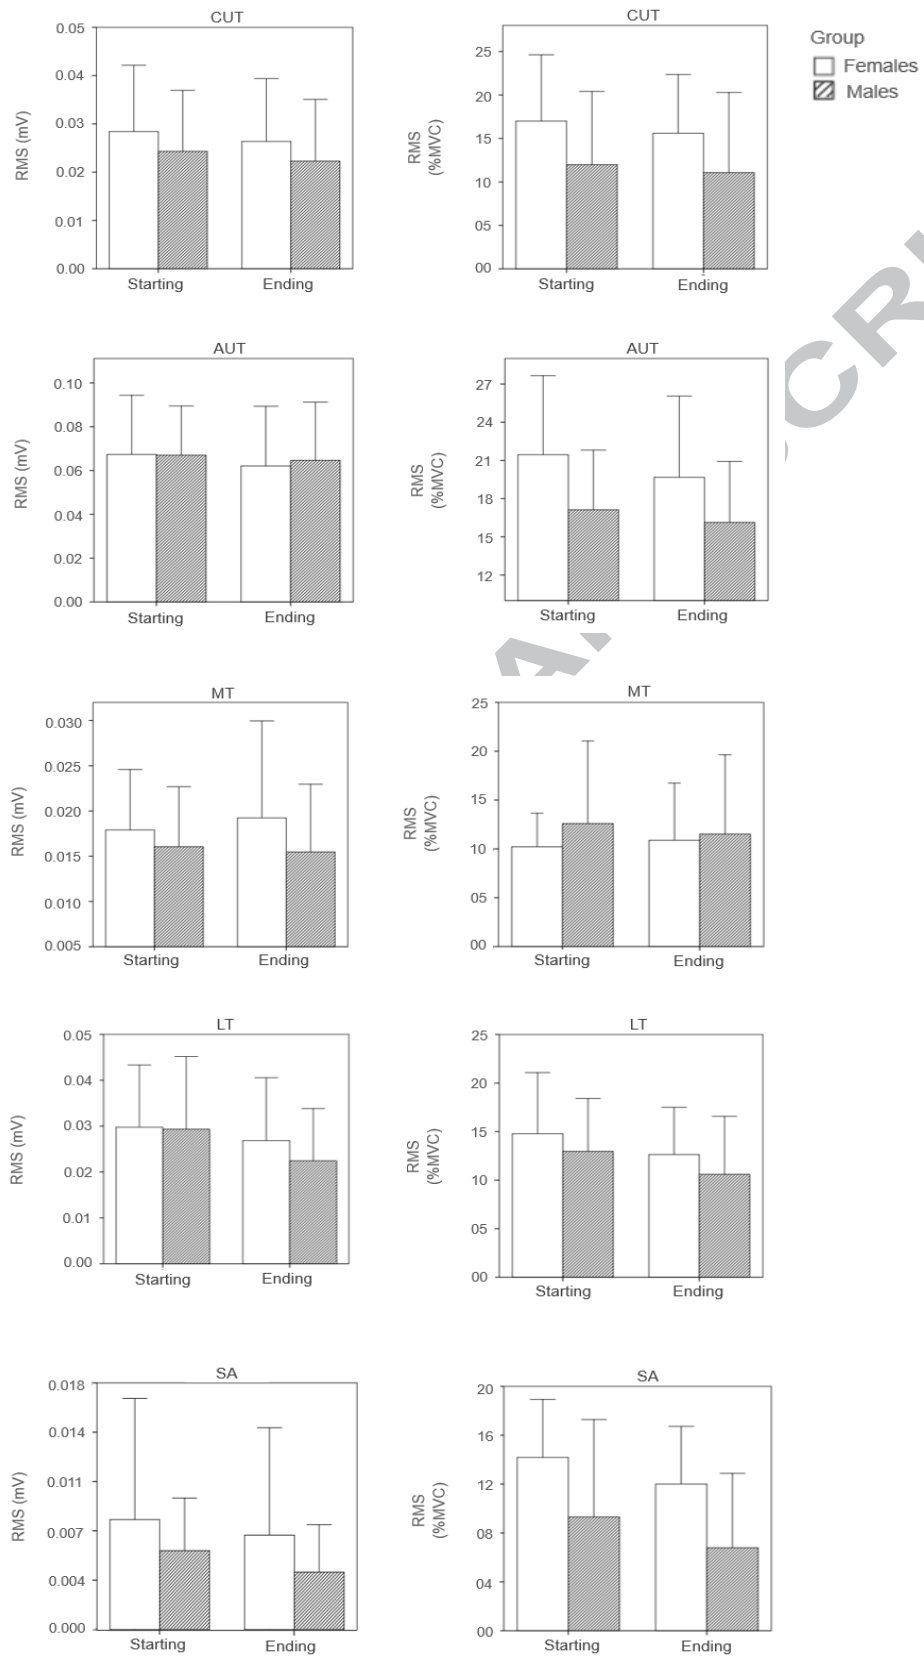 CUT
RMS (mV)
0.05
0.04
0.03
0.02
0.01
0.00
Starting Ending
CUT
RMS
(%MVC)
25
20
15
10
05
00
Starting Ending
Group
Females
Males
AUT
RMS (mV)
0.10
0.08
0.06
0.04
0.02
0.00
Starting Ending
AUT
RMS
(%MVC)
27
24
21
18
15
12
Starting Ending
MT
RMS (mV)
0.030
0.025
0.020
0.015
0.010
0.005
Starting Ending
MT
RMS
(%MVC)
25
20
15
10
05
00
Starting Ending
LT
RMS (mV)
0.05
0.04
0.03
0.02
0.01
0.00
Starting Ending
LT
RMS
(%MVC)
25
20
15
10
05
00
Starting Ending
SA
RMS (mV)
0.018
0.014
0.011
0.007
0.004
0.000
Starting Ending
SA
RMS
(%MVC)
20
16
12
08
04
00
Starting Ending